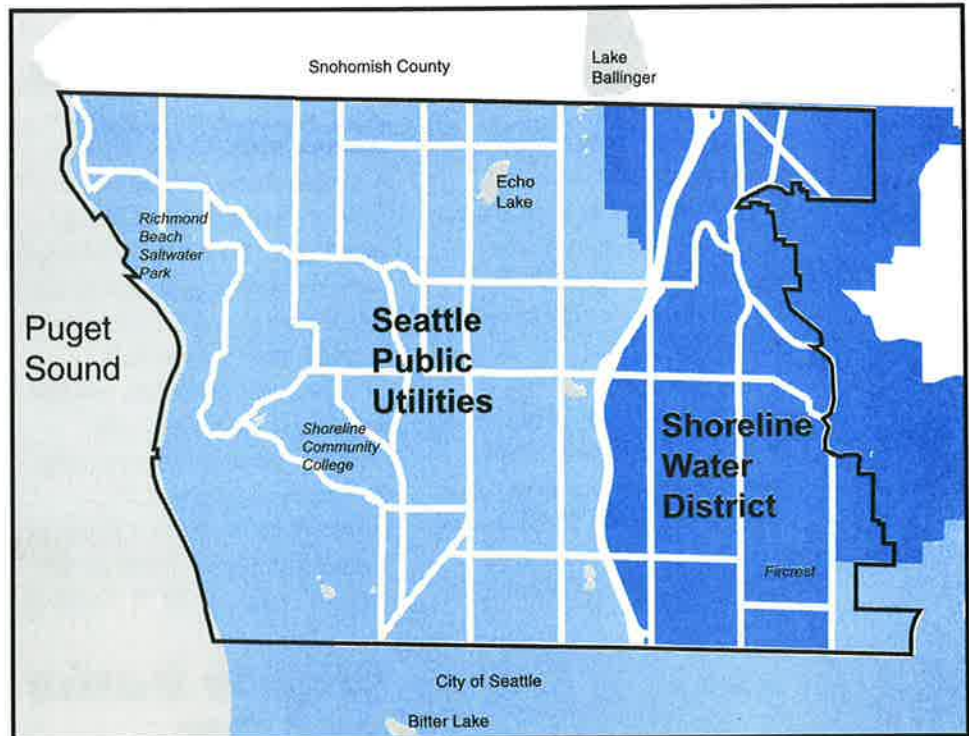 Snohomish County
Lake
Ballinger
Echo
Lake
Richmond
Beach
Saltwater
Park
Puget
Sound
Seattle
Public
Utilities
Shoreline
Community
College
Shoreline
Water
District
Fircrest
City of Seattle
Bitter Lake